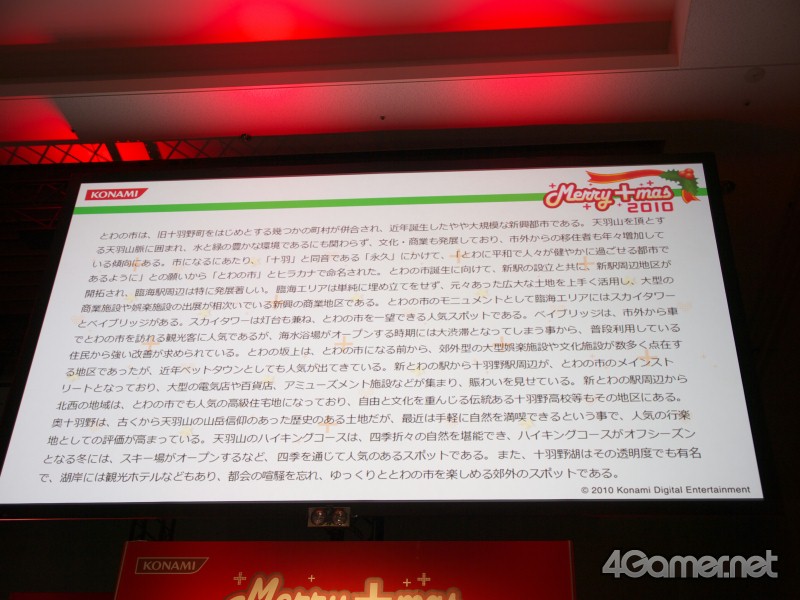 KONAMI
Merry +mas
2010
とわの市は、旧十羽野町をはじめとする幾つかの町村が併合され、近年誕生したやや大規模な新興都市である。天羽山を頂とす
る天羽山脈に囲まれ、水と緑の豊かな環境であるにも関わらず、文化・商業も発展しており、市外からの移住者も年々増加して
いる傾向にある。市になるにあたり、「十羽」と同音である「永久」にかけて、「とわに平和で人々が健やかに過ごせる都市で
あるように」との願いから「とわの市」とヒラカナで命名された。とわの市誕生に向けて、新駅の設立と共に、新駅周辺地区が
開拓され、臨海駅周辺は特に発展著しい。臨海エリアは単純に埋め立てをせず、元々あった広大な土地を上手く活用し、大型の
商業施設や娯楽施設の出展が相次いでいる新興の商業地区である。とわの市のモニュメントとして臨海エリアにはスカイタワー
とベイブリッジがある。スカイタワーは灯台も兼ね、とわの市を一望できる人気スポットである。ベイブリッジは、市外から車
でとわの市を訪れる観光客に人気であるが、海水浴場がオープンする時期には大渋滞となってしまう事から、普段利用している
住民から強い改善が求められている。とわの坂上は、とわの市になる前から、郊外型の大型娯楽施設や文化施設が数多く点在す
る地区であったが、近年ベットタウンとしても人気が出てきている。新とわの駅から十羽野駅周辺が、とわの市のメインスト
リートとなっており、大型の電気店や百貨店、アミューズメント施設などが集まり、賑わいを見せている。新とわの駅周辺から
北西の地域は、とわの市でも人気の高級住宅地になっており、自由と文化を重んじる伝統ある十羽野高校等もその地区にある。
奥十羽野は、古くから天羽山の山岳信仰のあった歴史のある土地だが、最近は手軽に自然を満喫できるという事で、人気の行楽
地としての評価が高まっている。天羽山のハイキングコースは、四季折々の自然を堪能でき、ハイキングコースがオフシーズン
となる冬には、スキー場がオープンするなど、四季を通じて人気のあるスポットである。また、十羽野湖はその透明度でも有名
で、湖岸には観光ホテルなどもあり、都会の喧騒を忘れ、ゆっくりととわの市を楽しめる郊外のスポットである。
© 2010 Konami Digital Entertainment
KONAMI
Merry +mas
4Gamer.net